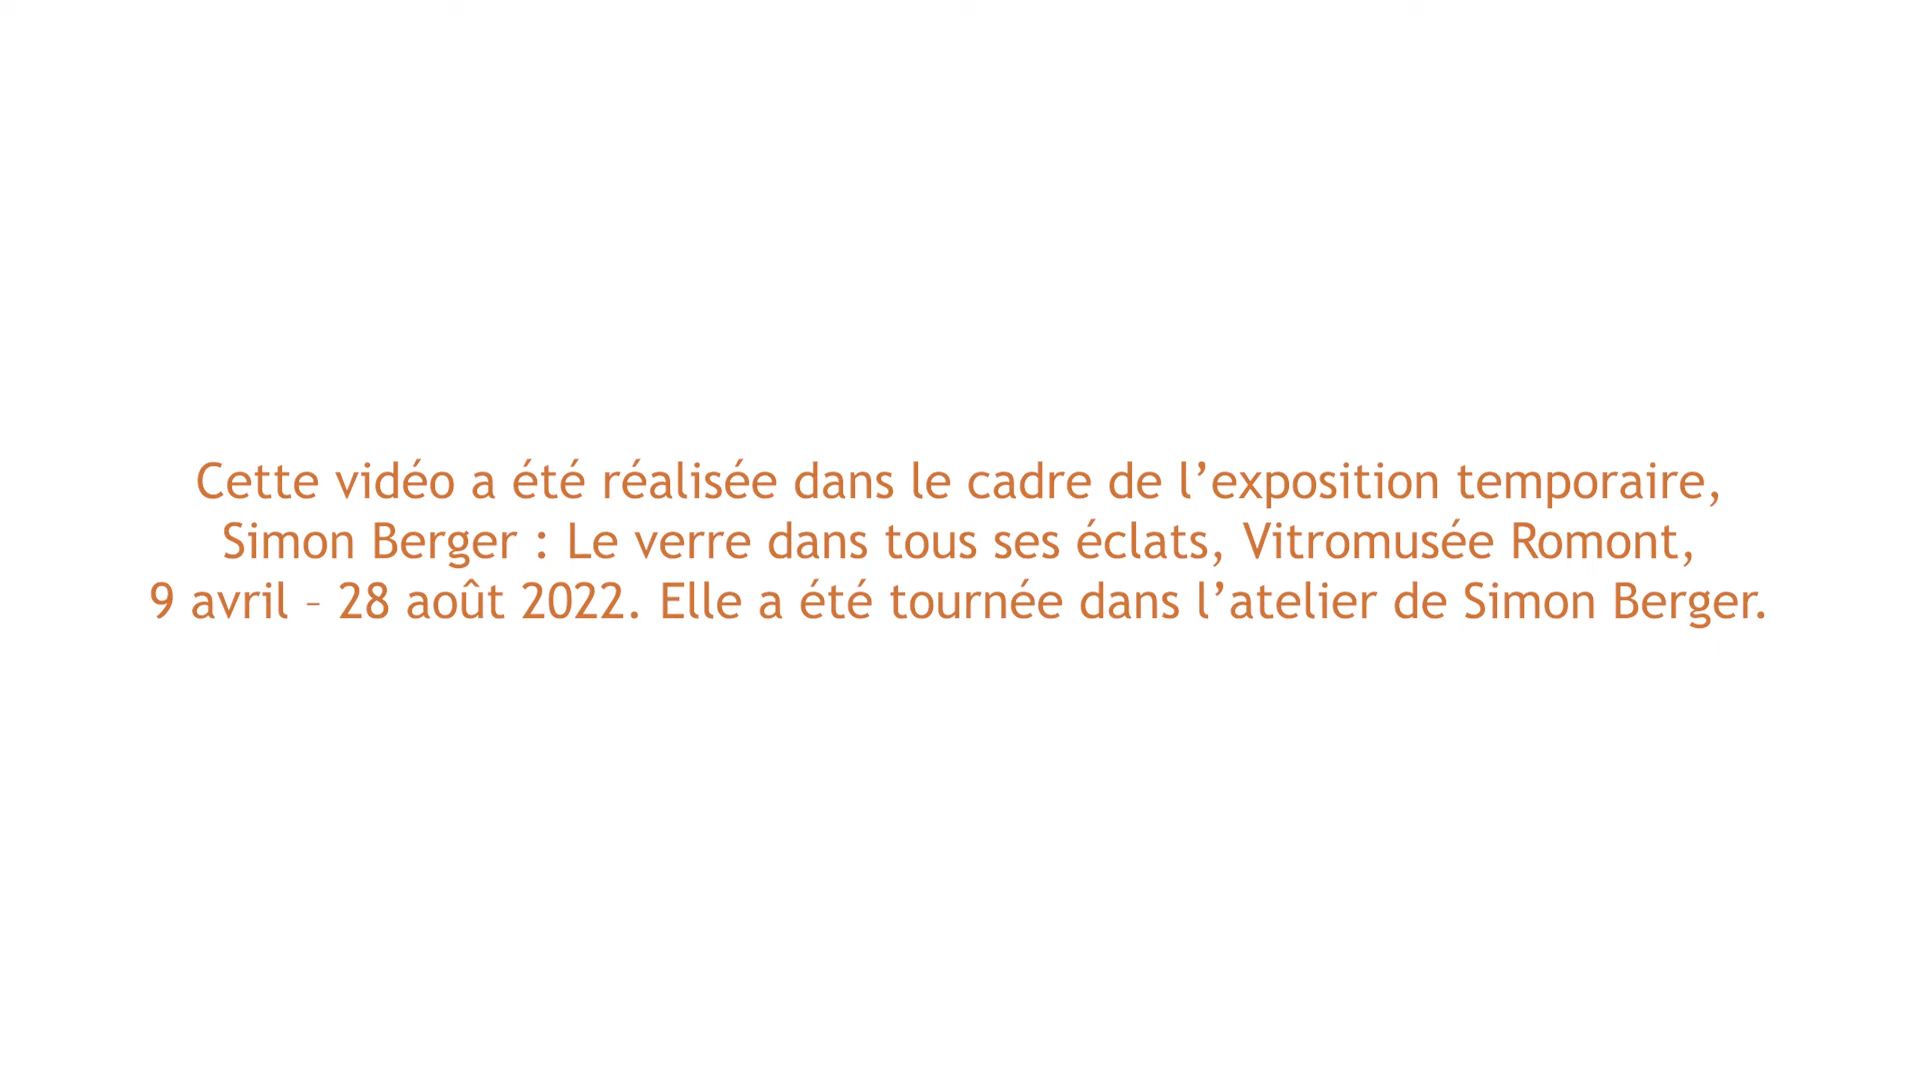 Cette vidéo a été réalisée dans le cadre de l’exposition temporaire,
Simon Berger : Le verre dans tous ses éclats, Vitromusée Romont,
9 avril – 28 août 2022. Elle a été tournée dans l’atelier de Simon Berger.